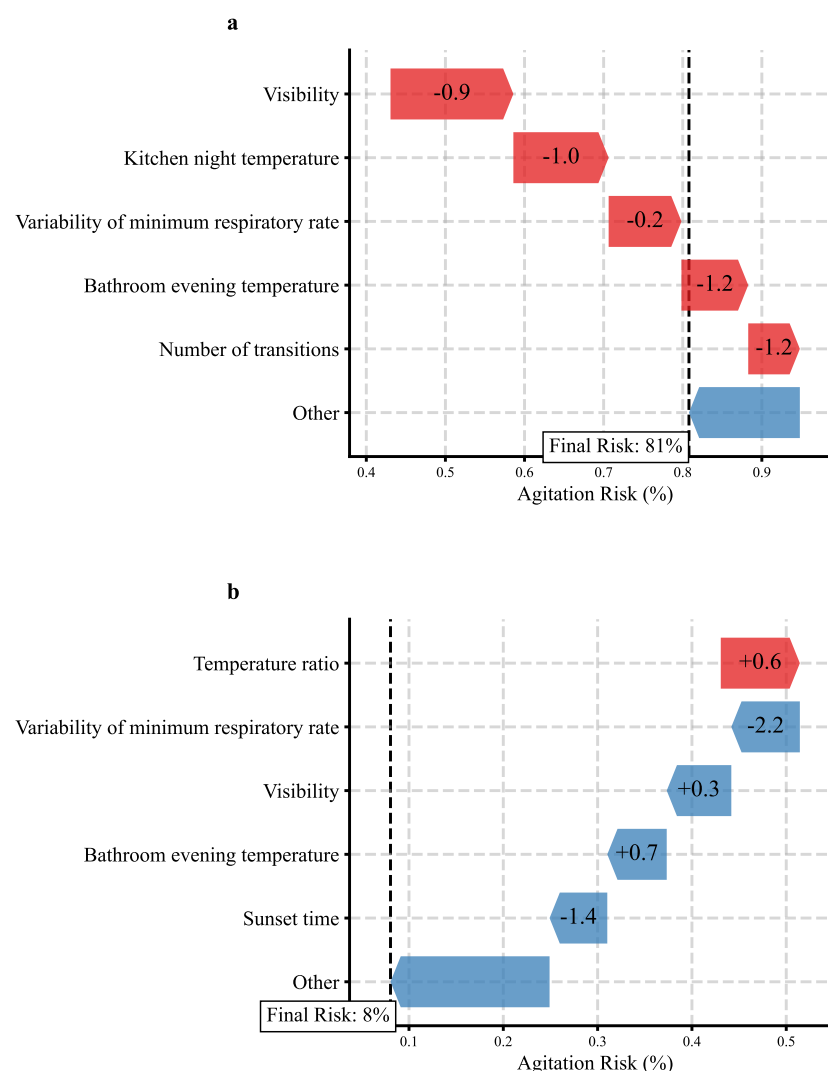 a
Visibility
-0.9
Kitchen night temperature
-1.0
Variability of minimum respiratory rate
-0.2
Bathroom evening temperature
-1.2
Number of transitions
-1.2
Other
Final Risk: 81%
0.4 0.5 0.6 0.7 0.8 0.9
Agitation Risk (%)
b
Temperature ratio
+0.6
Variability of minimum respiratory rate
-2.2
Visibility
+0.3
Bathroom evening temperature
+0.7
Sunset time
-1.4
Other
Final Risk: 8%
0.1 0.2 0.3 0.4 0.5
Agitation Risk (%)